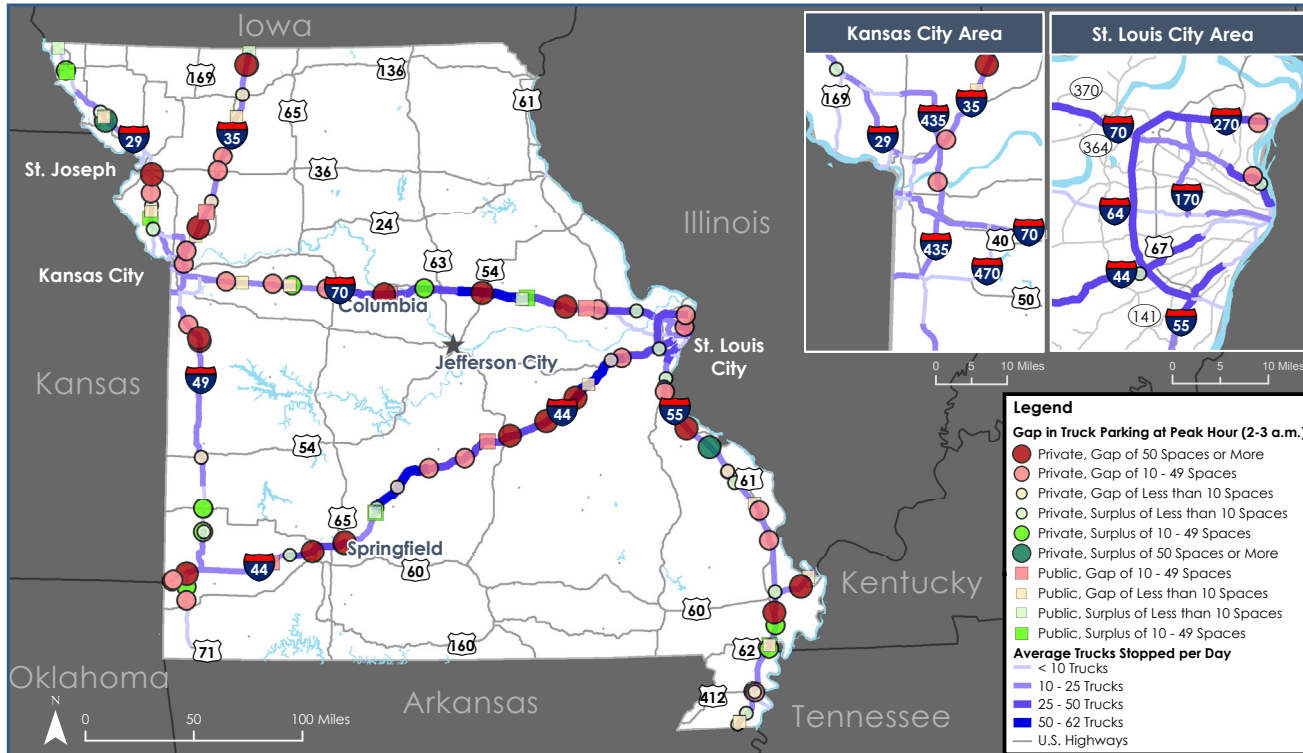 Iowa
Illinois
Kansas
Kentucky
Oklahoma
Arkansas
Tennessee
St. Joseph
Kansas City
Columbia
Jefferson City
St. Louis
City
Springfield
169
136
65
61
29
35
36
24
63
54
70
49
54
44
55
61
65
60
44
60
71
160
62
412
N
0 50 100 Miles
Kansas City Area
169
435
35
29
435
40
70
470
50
0 5 10 Miles
St. Louis City Area
370
70
270
364
64
170
67
44
141
55
0 5 10 Miles
Legend
Gap in Truck Parking at Peak Hour (2-3 a.m.)
Private, Gap of 50 Spaces or More
Private, Gap of 10 - 49 Spaces
Private, Gap of Less than 10 Spaces
Private, Surplus of Less than 10 Spaces
Private, Surplus of 10 - 49 Spaces
Private, Surplus of 50 Spaces or More
Public, Gap of 10 - 49 Spaces
Public, Gap of Less than 10 Spaces
Public, Surplus of Less than 10 Spaces
Public, Surplus of 10 - 49 Spaces
Average Trucks Stopped per Day
< 10 Trucks
10 - 25 Trucks
25 - 50 Trucks
50 - 62 Trucks
U.S. Highways